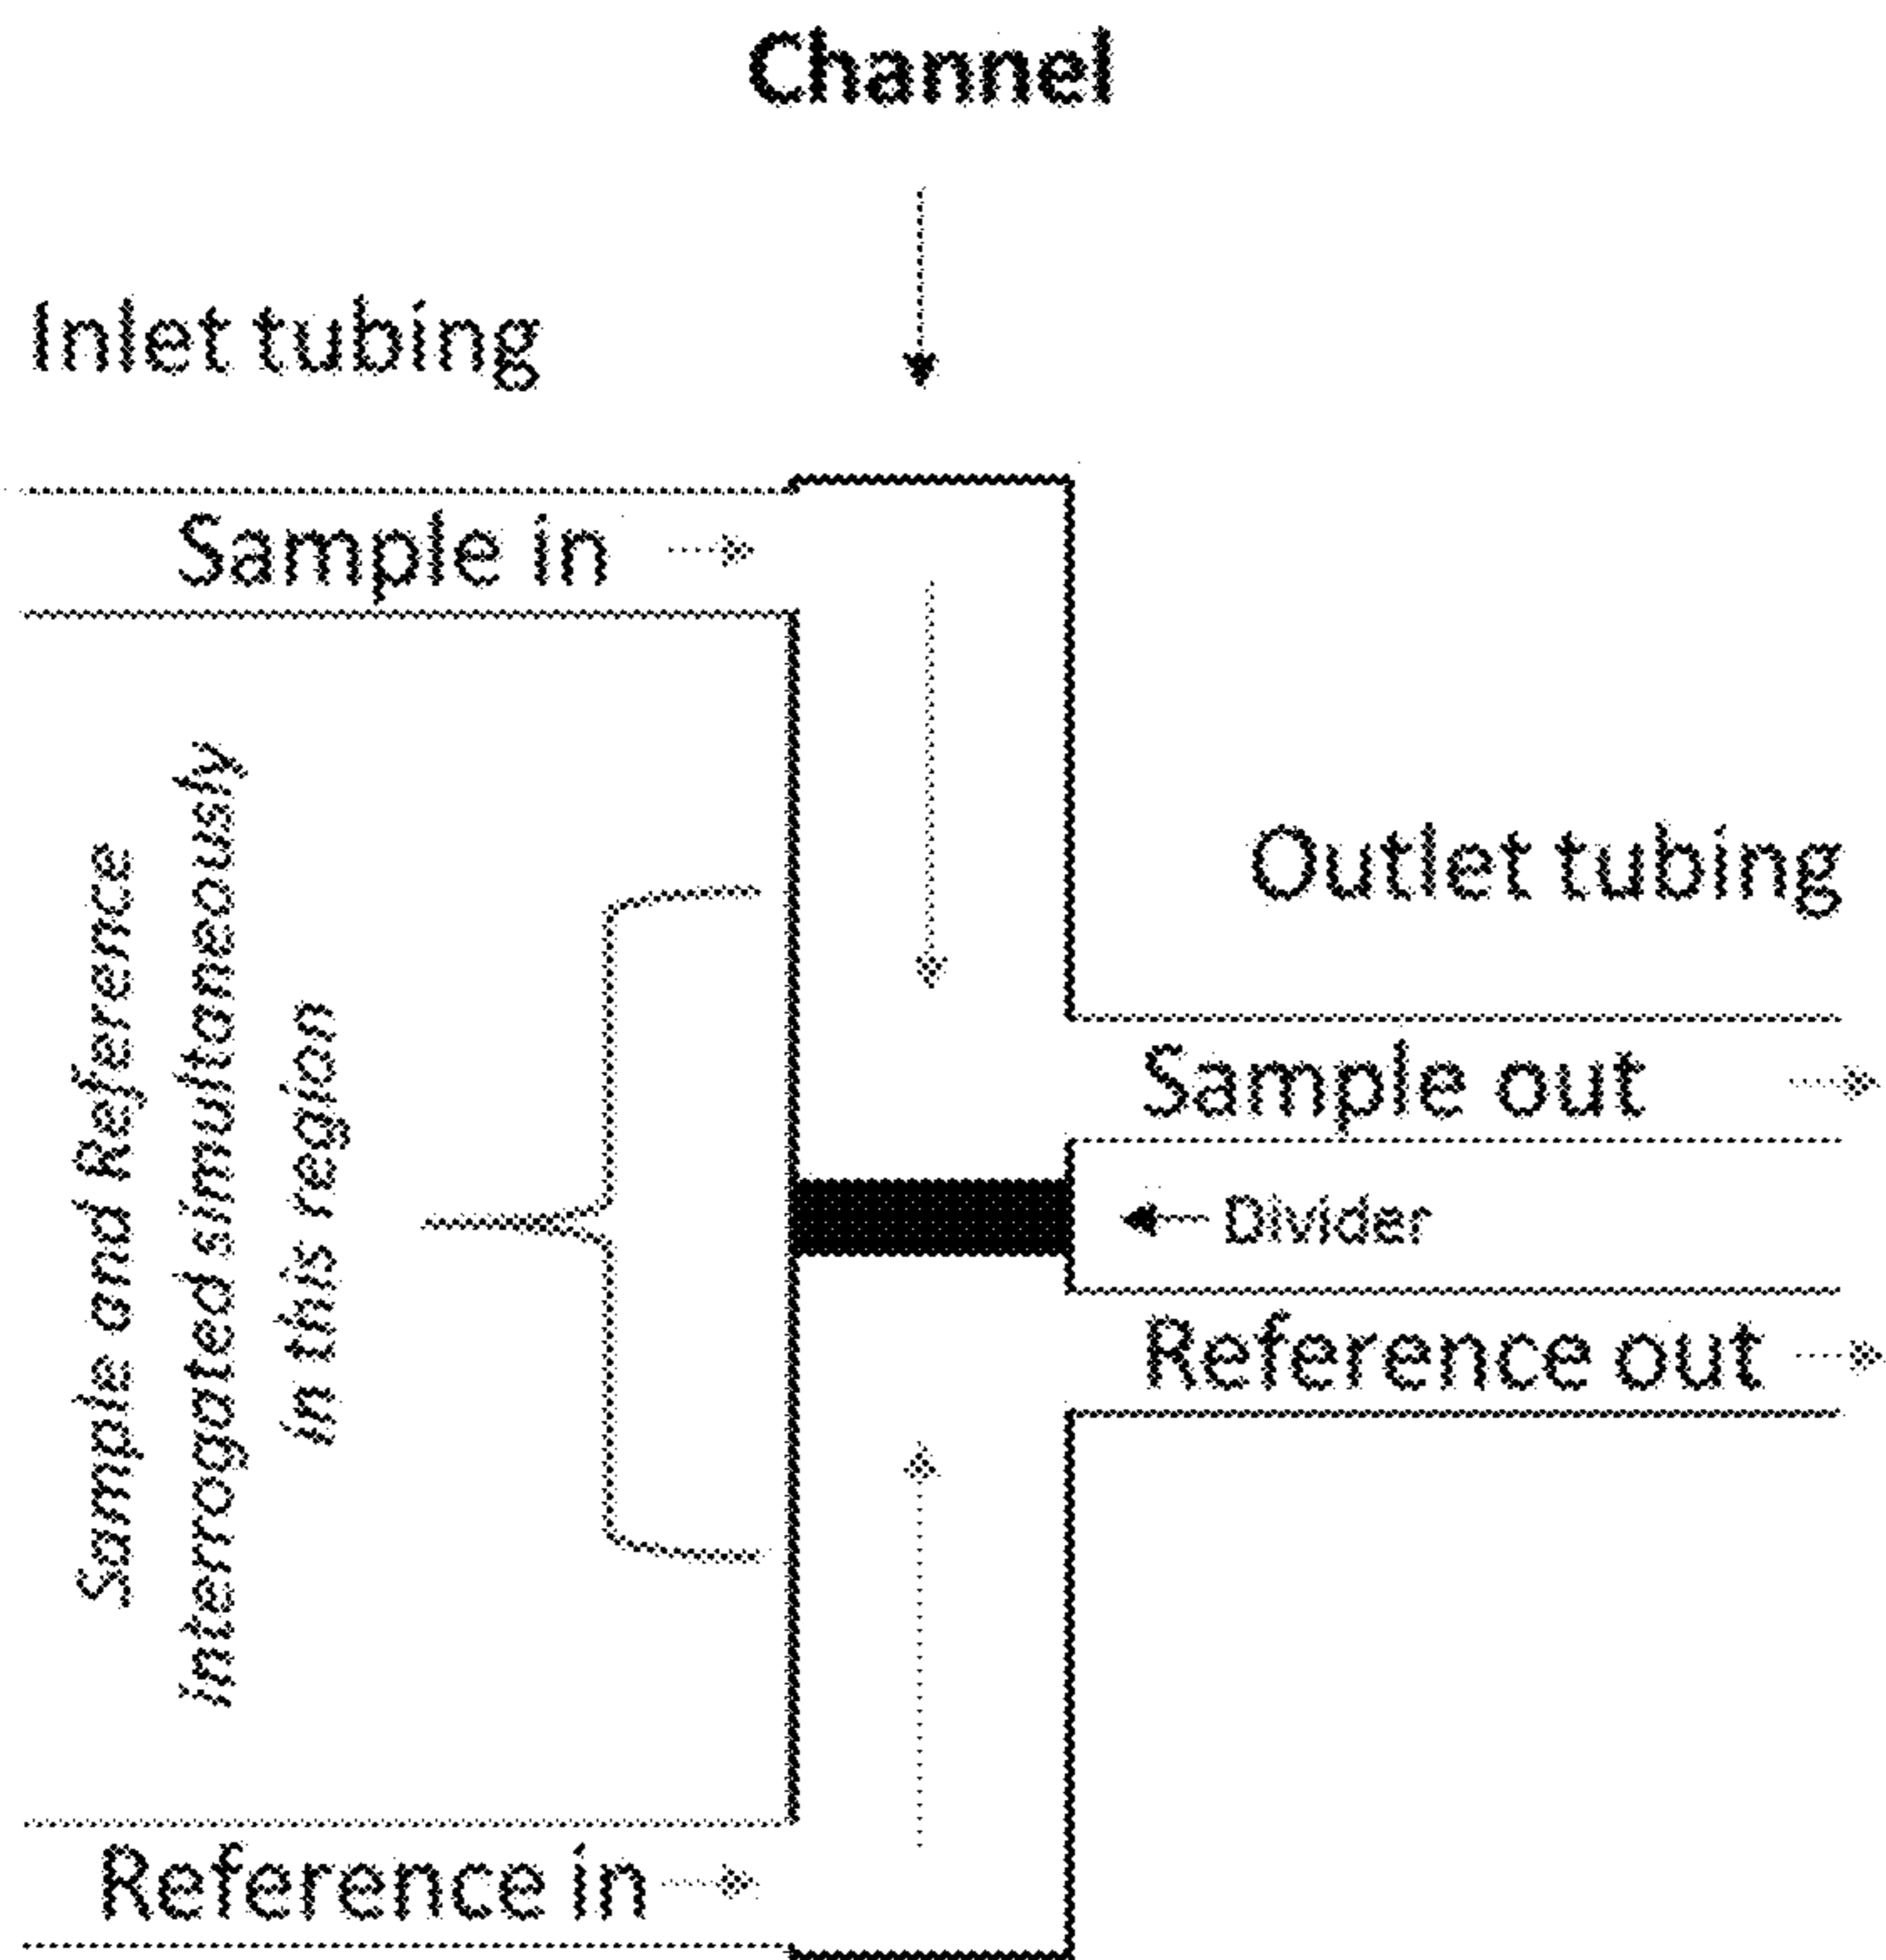 Channel
Inlet tubing
Sample in
Sample and Reference
interrogated simultaneously
in this region
Outlet tubing
Sample out
Divider
Reference out
Reference in